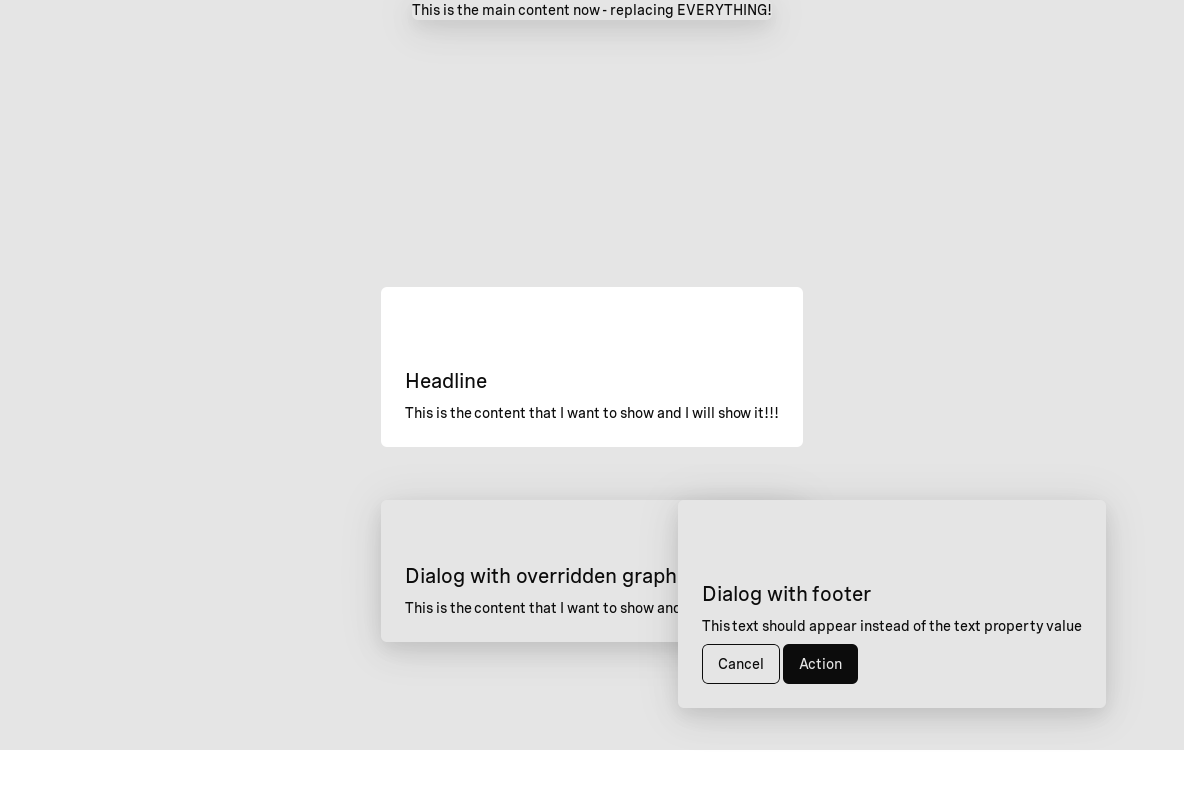 This is the main content now - replacing EVERYTHING!
Headline
This is the content that I want to show and I will show it!!!
Dialog with overridden graph
This is the content that I want to show and
Dialog with footer
This text should appear instead of the text property value
Cancel
Action